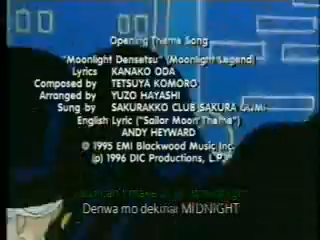 Opening Theme Song
"Moonlight Densetsu" (Moonlight Legend)
Lyrics KANAKO ODA
Composed by TETSUYA KOMORO
Arranged by YUZO HAYASHI
Sung by SAKURAKKO CLUB SAKURA GUMI
English Lyric ("Sailor Moon Theme")
ANDY HEYWARD
© 1995 EMI Blackwood Music Inc.
(p) 1996 DIC Productions, L.P.
Denwa mo dekinai MIDNIGHT